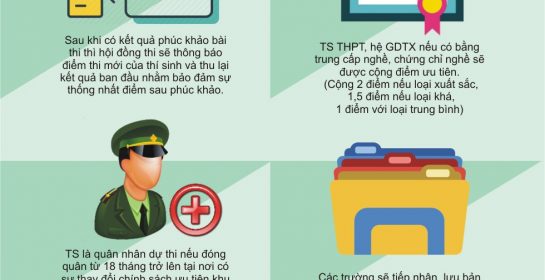 Sau khi có kết quả phúc khảo bài
thi thì hội đồng thi sẽ thông báo
điểm thi mới của thí sinh và thu lại
kết quả ban đầu nhằm bảo đảm sự
thống nhất điểm sau phúc khảo.
TS THPT, hệ GDTX nếu có bằng
trung cấp nghề, chứng chỉ nghề sẽ
được cộng điểm ưu tiên.
(Cộng 2 điểm nếu loại xuất sắc,
1,5 điểm nếu loại khá,
1 điểm với loại trung bình)
TS là quân nhân dự thi nếu đóng
quân từ 18 tháng trở lên tại nơi có
sự thay đổi chính sách ưu tiên khu
Các trường sẽ tiếp nhận, lưu bản